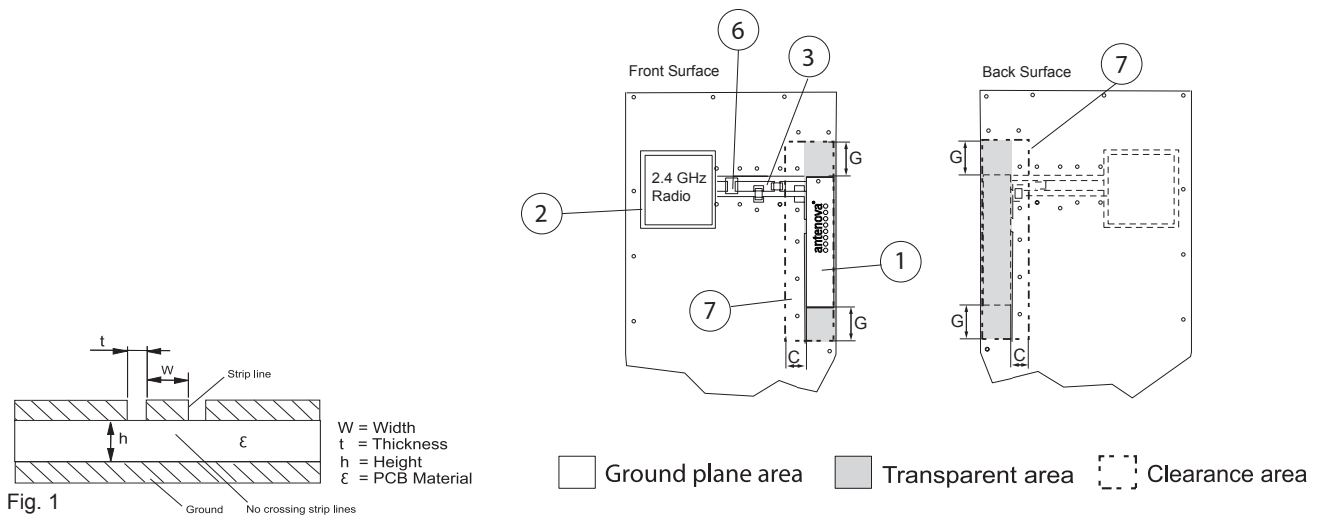 6
3
Front Surface
7
Back Surface
G
G
2.4 GHz
Radio
2
antenova
1
7
G
G
C
C
t
W
Strip line
h
ε
W = Width
t = Thickness
h = Height
ε = PCB Material
Ground plane area
Transparent area
Clearance area
Fig. 1
Ground
No crossing strip lines